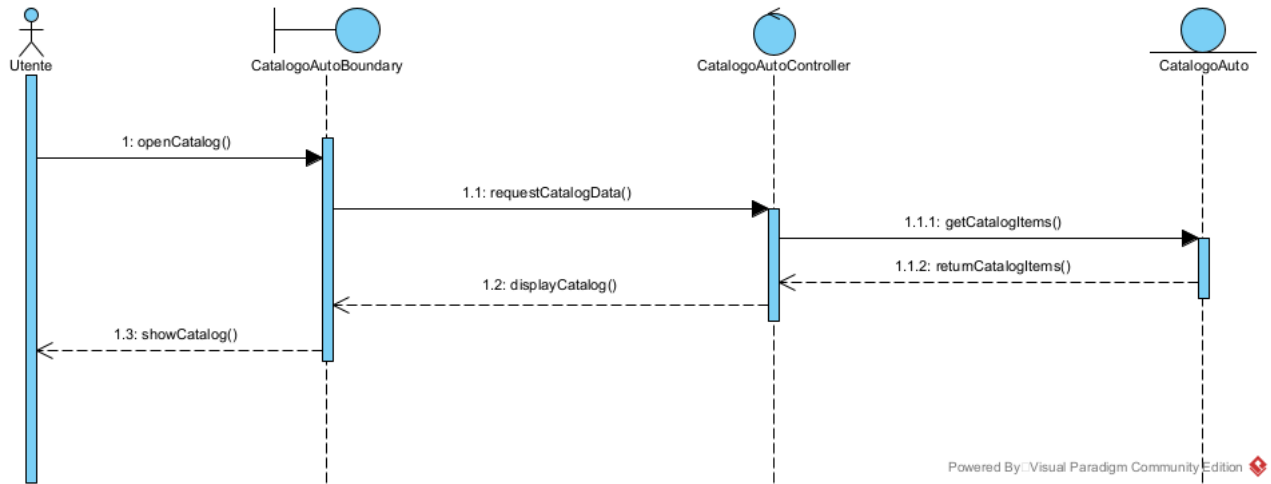 Utente
CatalogoAutoBoundary
CatalogoAutoController
CatalogoAuto
1: openCatalog()
1.1: requestCatalogData()
1.1.1: getCatalogItems()
1.1.2: returnCatalogItems()
1.2: displayCatalog()
1.3: showCatalog()
Powered By Visual Paradigm Community Edition